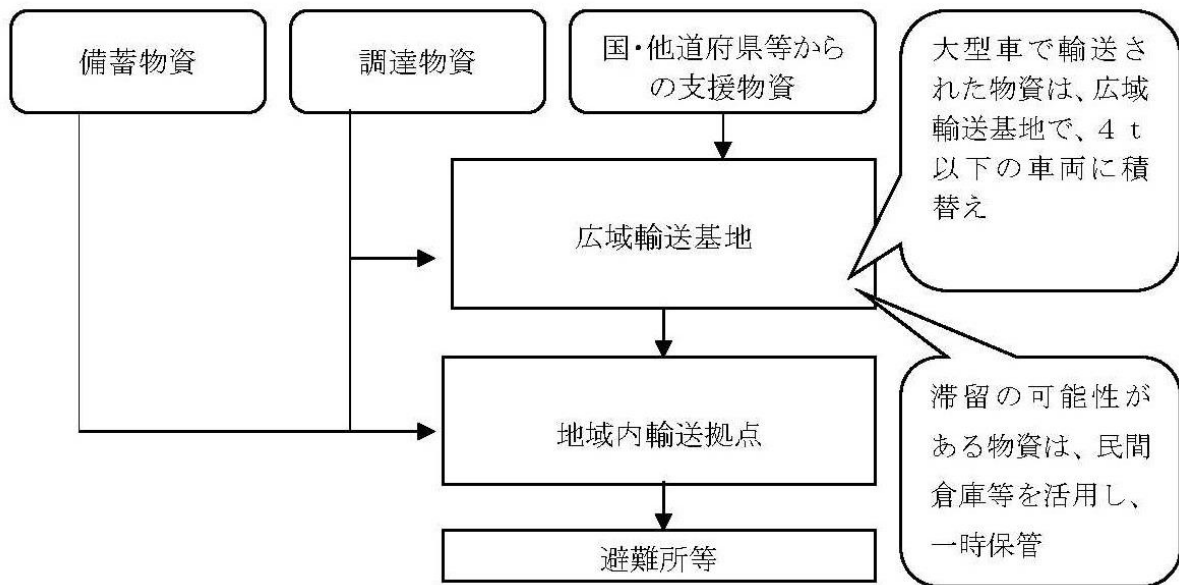 備蓄物資
調達物資
国・他道府県等から
の支援物資
大型車で輸送さ
れた物資は、広域
輸送基地で、４ｔ
以下の車両に積
替え
広域輸送基地
地域内輸送拠点
滞留の可能性が
ある物資は、民間
倉庫等を活用し、
一時保管
避難所等